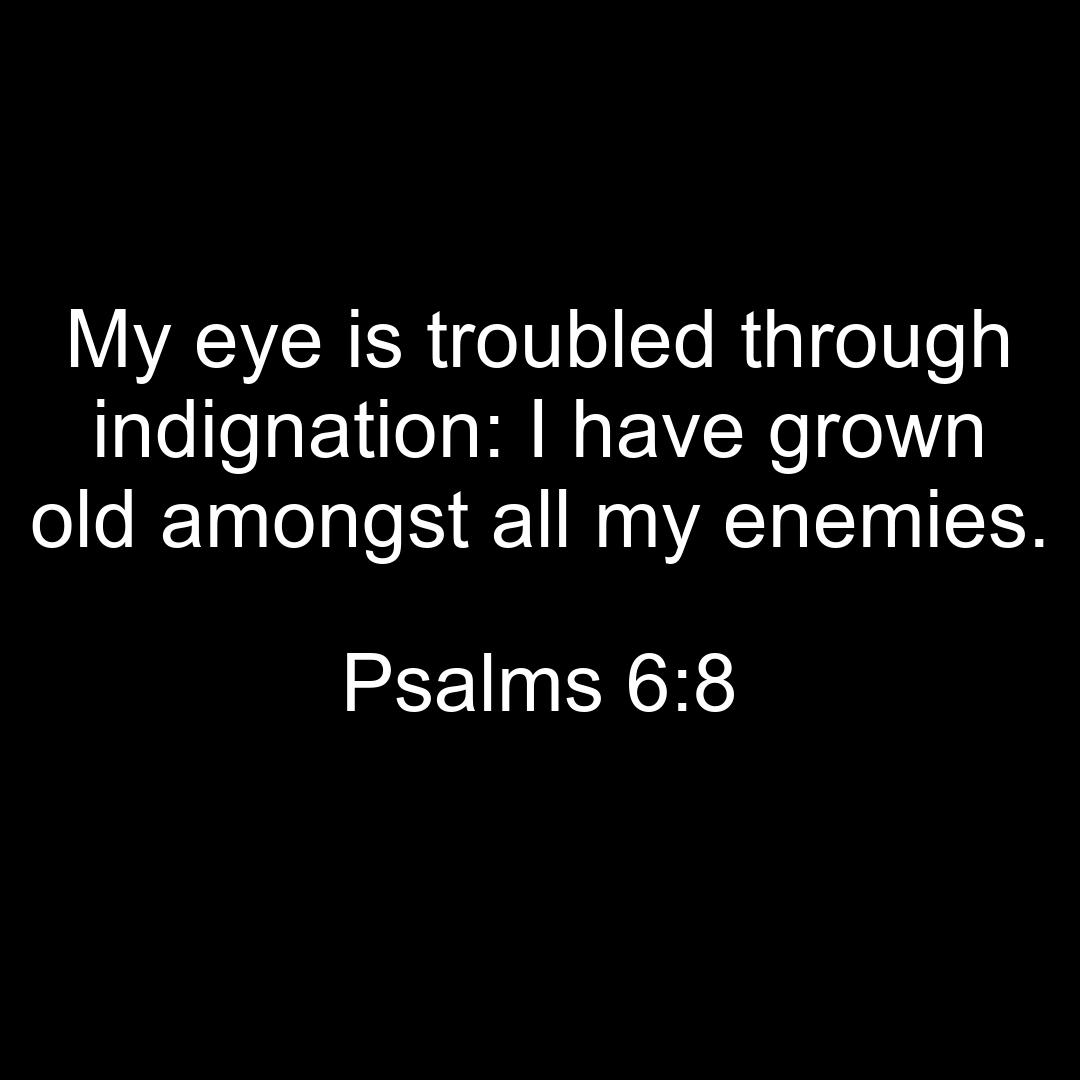 My eye is troubled through
indignation: I have grown
old amongst all my enemies.
Psalms 6:8